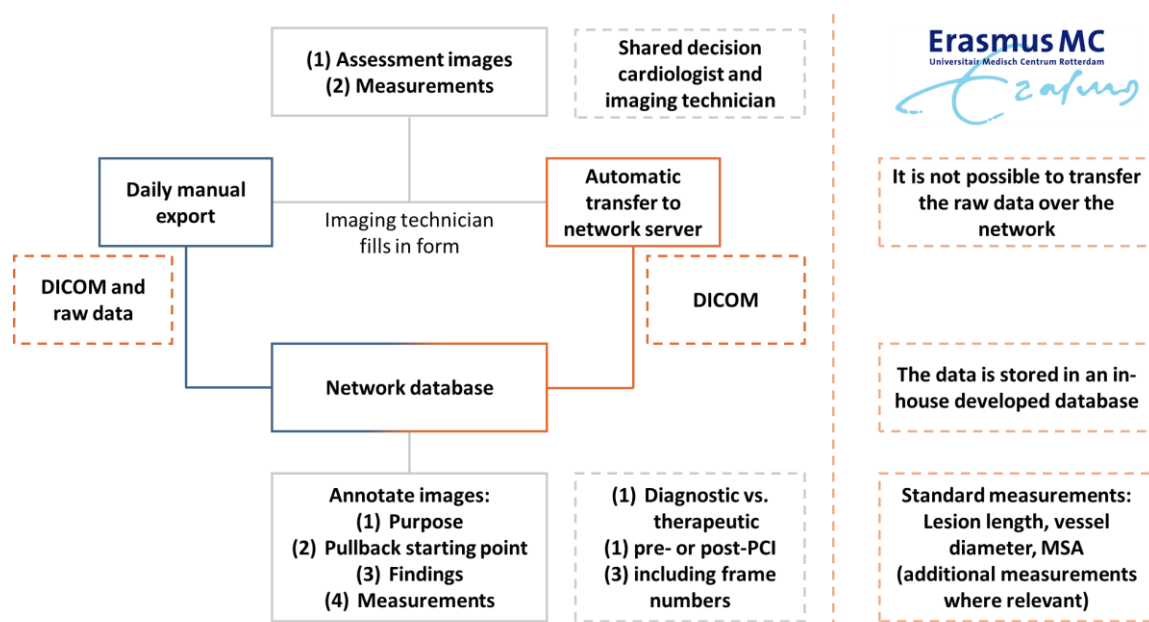 (1) Assessment images
(2) Measurements
Shared decision
cardiologist and
imaging technician
Erasmus MC
Universitair Medisch Centrum Rotterdam
Erasmus
Daily manual
export
Imaging technician
fills in form
Automatic
transfer to
network server
It is not possible to transfer
the raw data over the
network
DICOM and
raw data
DICOM
Network database
The data is stored in an in-
house developed database
Annotate images:
(1) Purpose
(2) Pullback starting point
(3) Findings
(4) Measurements
(1) Diagnostic vs.
therapeutic
(1) pre- or post-PCI
(3) including frame
numbers
Standard measurements:
Lesion length, vessel
diameter, MSA
(additional measurements
where relevant)